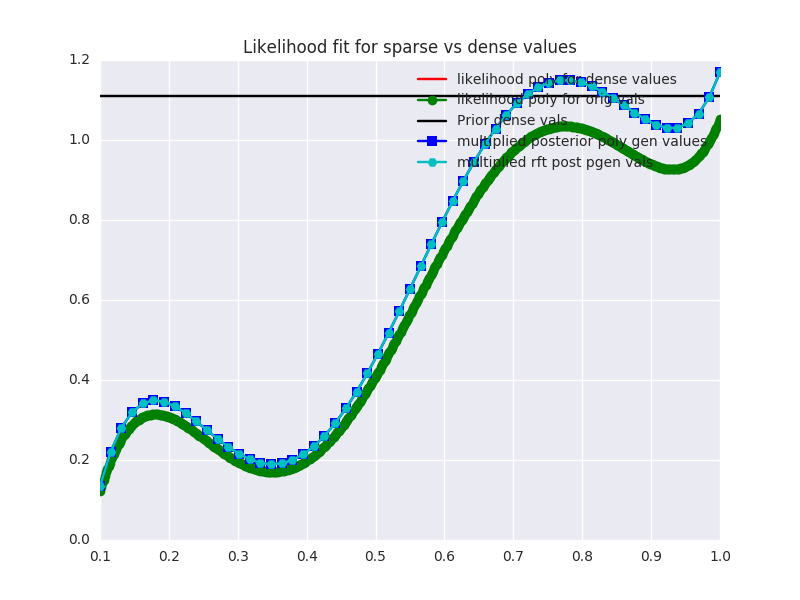 Likelihood fit for sparse vs dense values
1.2
1.0
0.8
0.6
0.4
0.2
0.0
likelihood poly for dense values
likelihood poly for orig vals
Prior dense vals
multiplied posterior poly gen values
multiplied rft post pgen vals
0.1 0.2 0.3 0.4 0.5 0.6 0.7 0.8 0.9 1.0